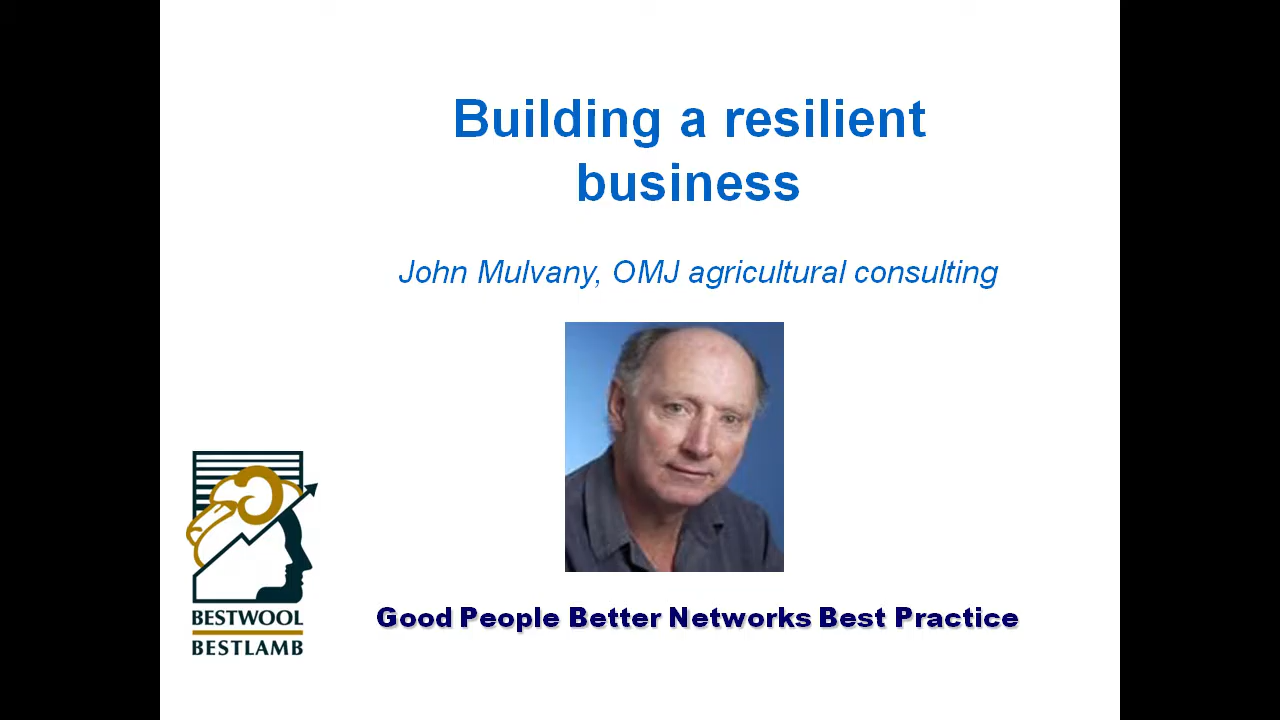 Building a resilient
business
John Mulvany, OMJ agricultural consulting
BESTWOOL
BESTLAMB
Good People Better Networks Best Practice